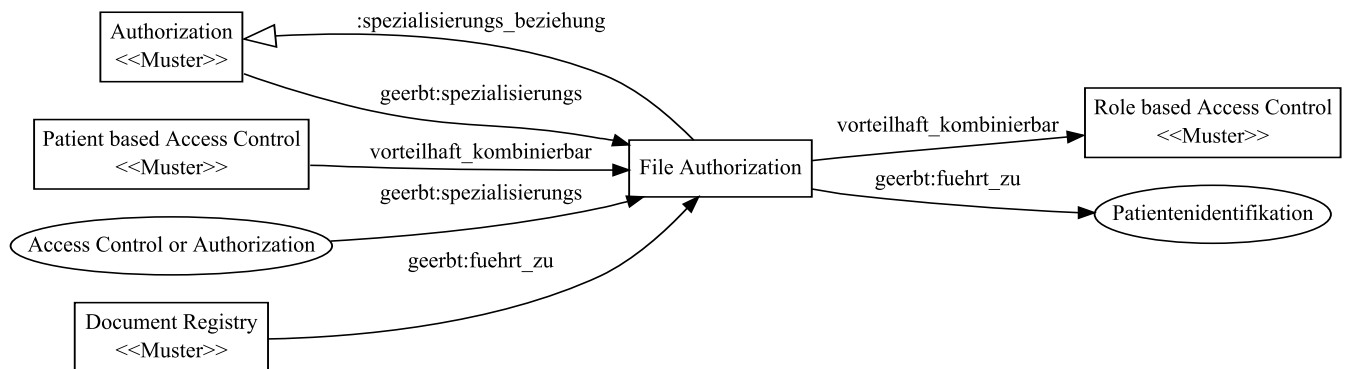 Authorization
<<Muster>>
:spezialisierungs_beziehung
geerbt:spezialisierungs
Patient based Access Control
<<Muster>>
vorteilhaft_kombinierbar
geerbt:spezialisierungs
Access Control or Authorization
geerbt:fuehrt_zu
Document Registry
<<Muster>>
File Authorization
vorteilhaft_kombinierbar
Role based Access Control
<<Muster>>
geerbt:fuehrt_zu
Patientenidentifikation